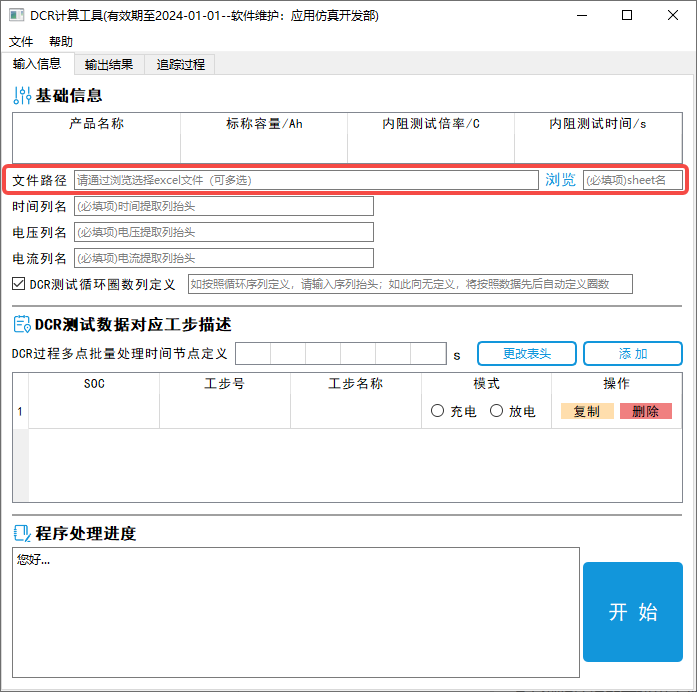 DCR计算工具(有效期至2024-01-01--软件维护：应用仿真开发部)
文件 帮助
输入信息 输出结果 追踪过程
基础信息
产品名称 标称容量/Ah 内阻测试倍率/C 内阻测试时间/s
文件路径 请通过浏览选择excel文件（可多选） 浏览 (必填项)sheet名
时间列名 (必填项)时间提取列抬头
电压列名 (必填项)电压提取列抬头
电流列名 (必填项)电流提取列抬头
DCR测试循环圈数列定义 如按照循环序列定义，请输入序列抬头；如此向无定义，将按照数据先后自动定义圈数
DCR测试数据对应工步描述
DCR过程多点批量处理时间节点定义 s 更改表头 添 加
SOC 工步号 工步名称 模式 操作
1 充电 放电 复制 删除
程序处理进度
您好...
开 始